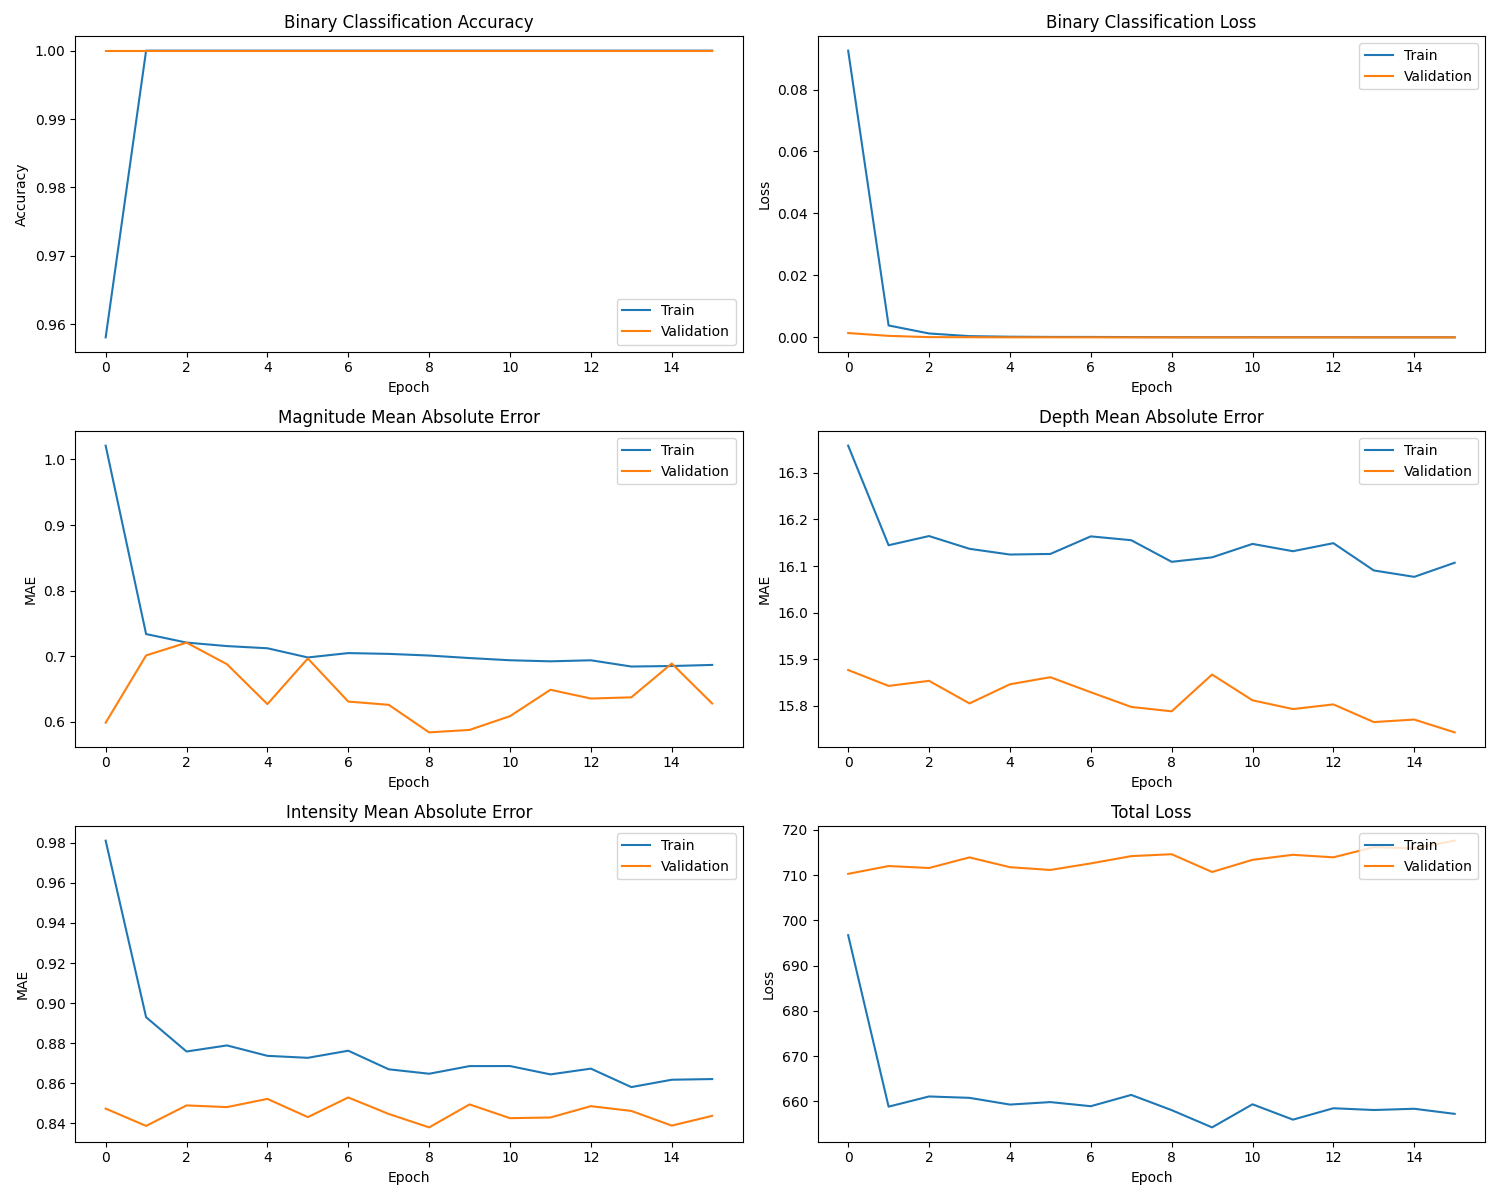 Binary Classification Accuracy
Accuracy
1.00
0.99
0.98
0.97
0.96
Train
Validation
0 2 4 6 8 10 12 14
Epoch
Binary Classification Loss
Loss
0.08
0.06
0.04
0.02
0.00
Train
Validation
0 2 4 6 8 10 12 14
Epoch
Magnitude Mean Absolute Error
MAE
1.0
0.9
0.8
0.7
0.6
Train
Validation
0 2 4 6 8 10 12 14
Epoch
Depth Mean Absolute Error
MAE
16.3
16.2
16.1
16.0
15.9
15.8
Train
Validation
0 2 4 6 8 10 12 14
Epoch
Intensity Mean Absolute Error
MAE
0.98
0.96
0.94
0.92
0.90
0.88
0.86
0.84
Train
Validation
0 2 4 6 8 10 12 14
Epoch
Total Loss
Loss
720
710
700
690
680
670
660
Train
Validation
0 2 4 6 8 10 12 14
Epoch